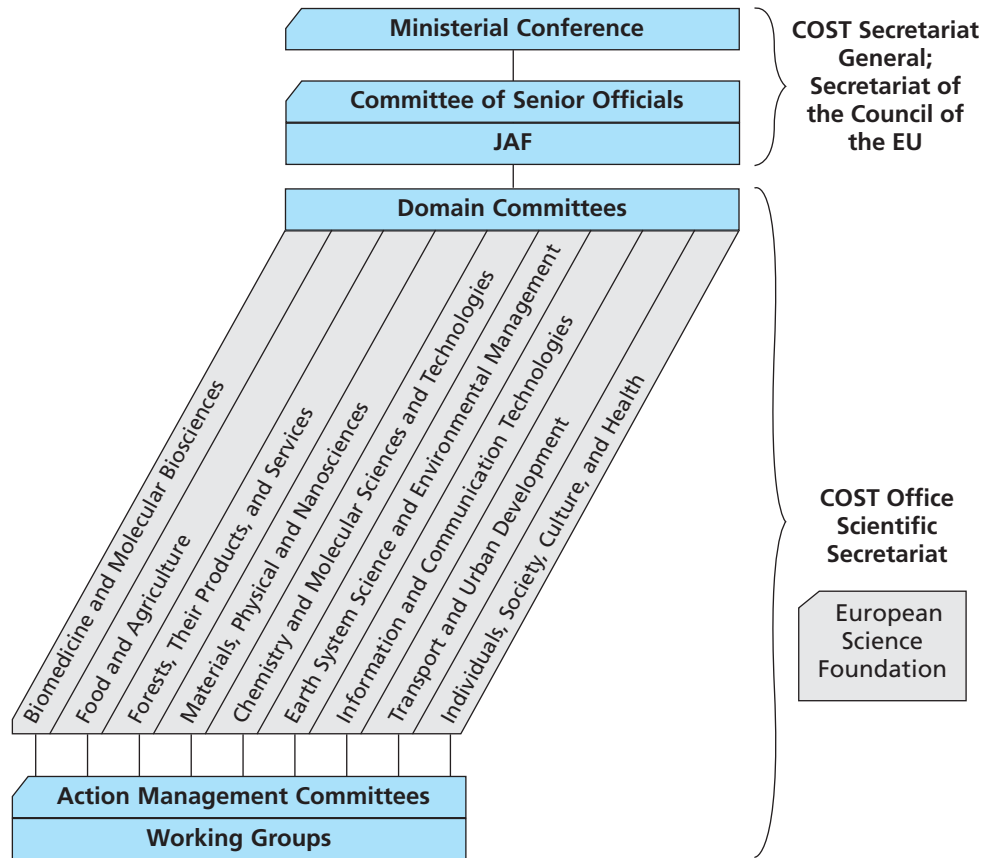 Ministerial Conference
Committee of Senior Officials
JAF
COST Secretariat
General;
Secretariat of
the Council of
the EU
Domain Committees
Biomedicine and Molecular Biosciences
Food and Agriculture
Forests, Their Products, and Services
Materials, Physical and Nanosciences
Chemistry and Molecular Sciences and Technologies
Earth System Science and Environmental Management
Information and Communication Technologies
Transport and Urban Development
Individuals, Society, Culture, and Health
COST Office
Scientific
Secretariat
European
Science
Foundation
Action Management Committees
Working Groups